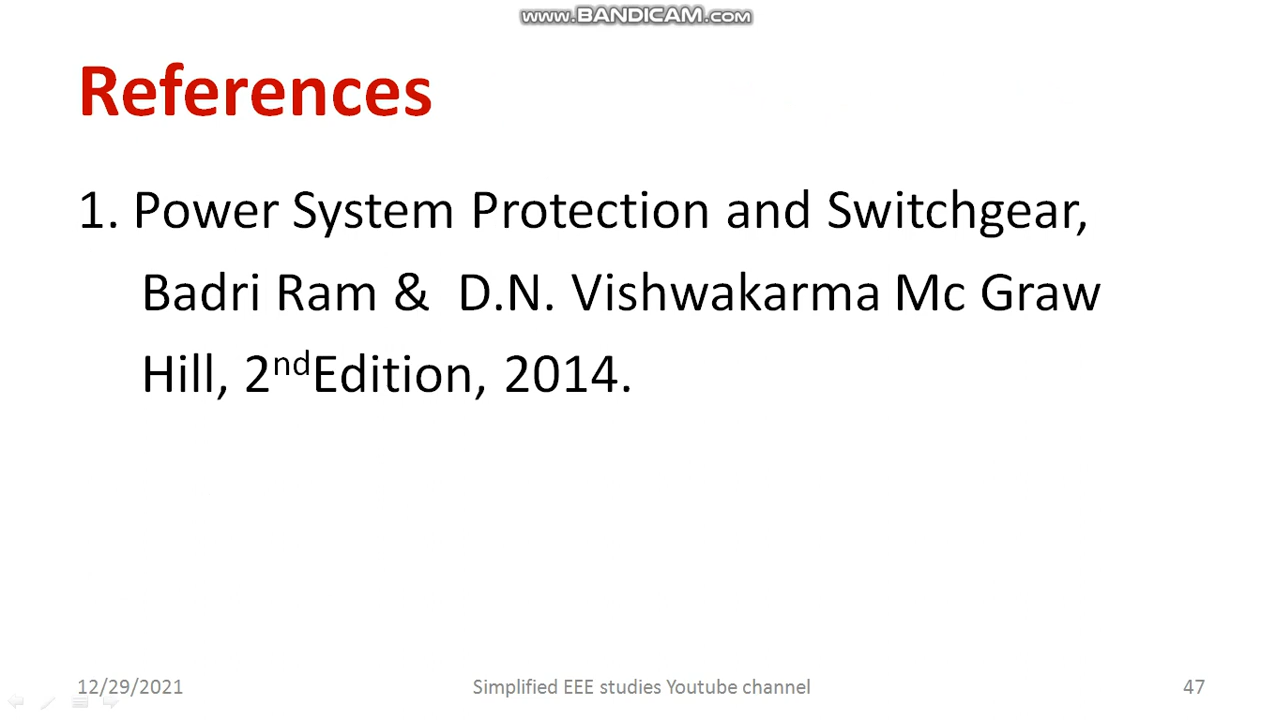 www.BANDICAM.com
References
1. Power System Protection and Switchgear,
Badri Ram & D.N. Vishwakarma Mc Graw
Hill, 2ndEdition, 2014.
12/29/2021 Simplified EEE studies Youtube channel 47